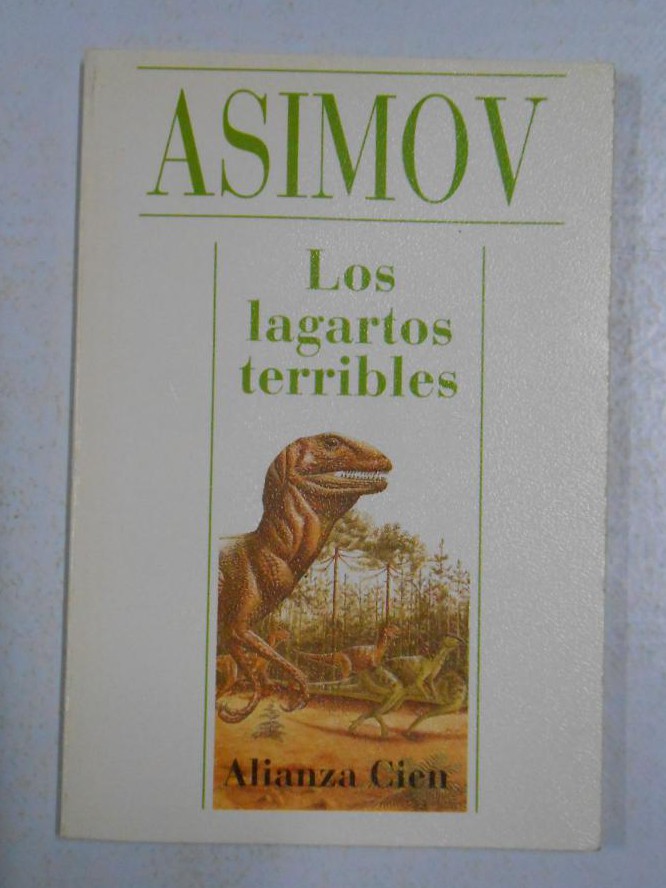 ASIMOV
Los
lagartos
terribles
Alianza Cien